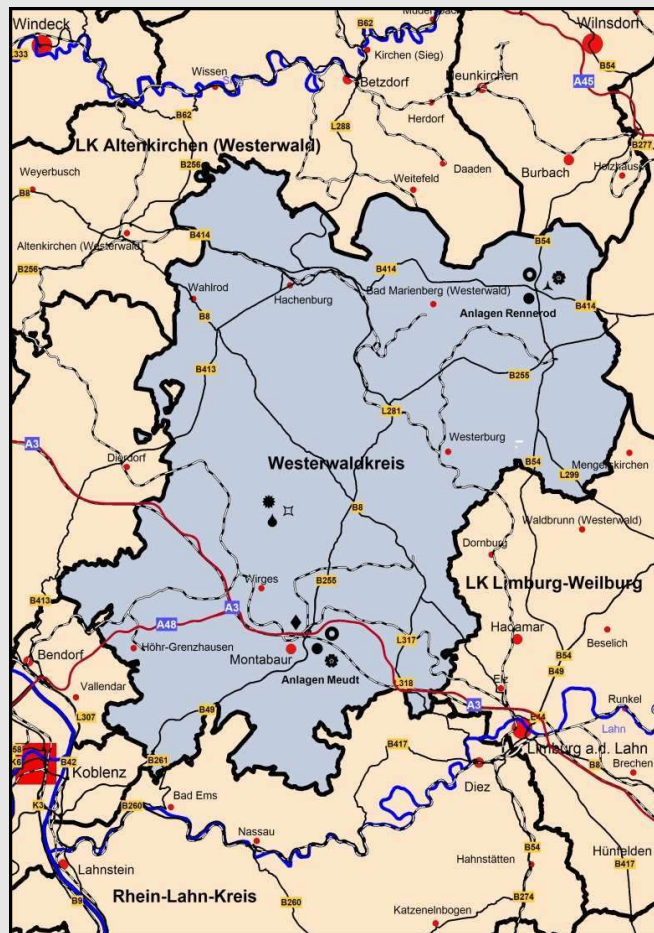 Windeck
Mudersbach
B62
Wilnsdorf
L333
Kirchen (Sieg)
B54
Wissen
Betzdorf
Neunkirchen
A45
Herdorf
B62
L288
B277
LK Altenkirchen (Westerwald)
B256
Daaden
Burbach
Holzhausen
Weyerbusch
B8
Weitefeld
Altenkirchen (Westerwald)
B414
B54
B256
B414
Wahlrod
Hachenburg
Bad Marienberg (Westerwald)
B414
B8
Anlagen Rennerod
B413
B255
L281
A3
Westerburg
Dierdorf
Westerwaldkreis
B54
Mengerskirchen
L299
B8
Waldbrunn (Westerwald)
Dornburg
B255
LK Limburg-Weilburg
Wirges
B413
A3
A48
Hadamar
Beselich
L317
Höhr-Grenzhausen
Montabaur
Bendorf
B54
Anlagen Meudt
B49
Vallendar
L318
Elz
Runkel
L307
B49
A3
Lahn
B417
Limburg a.d. Lahn
B261
B42
Koblenz
B8
Brechen
Diez
K3
B260
Bad Ems
Nassau
B54
Hünfelden
Lahnstein
Hahnstätten
B417
Rhein-Lahn-Kreis
B9
B260
B274
Katzenelnbogen